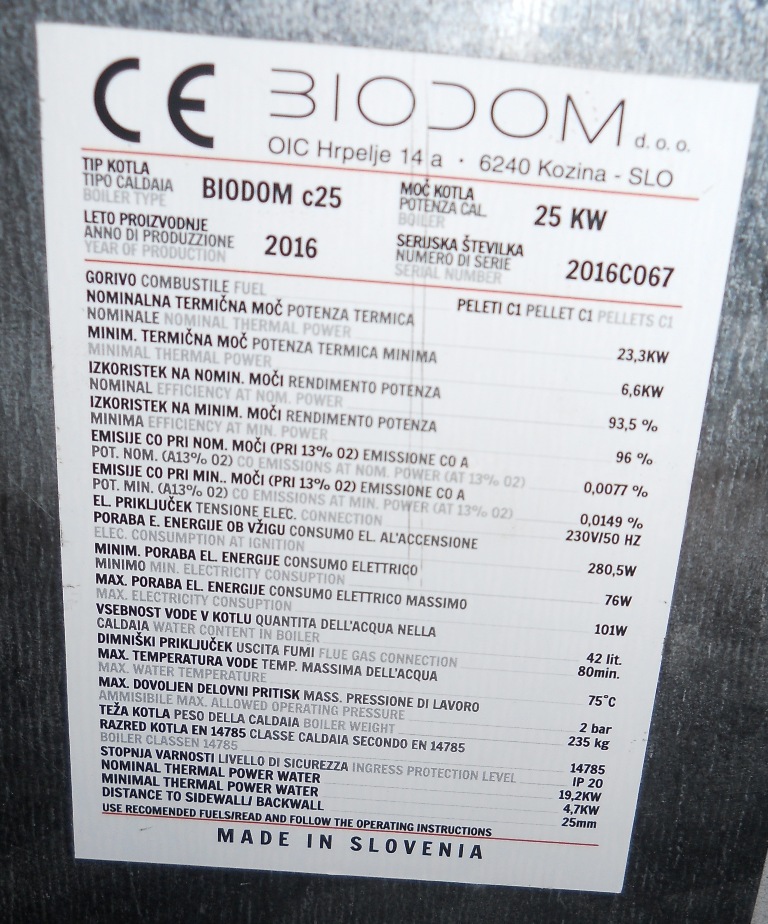 CE BIODOM d. o. o.
OIC Hrpelje 14 a · 6240 Kozina - SLO
TIP KOTLA
TIPO CALDAIA
BOILER TYPE
BIODOM c25
MOČ KOTLA
POTENZA CAL.
BOILER
25 KW
LETO PROIZVODNJE
ANNO DI PRODUZZIONE
YEAR OF PRODUCTION
2016
SERIJSKA ŠTEVILKA
NUMERO DI SERIE
SERIAL NUMBER
2016C067
GORIVO COMBUSTILE FUEL PELETI C1 PELLET C1 PELLETS C1
NOMINALNA TERMIČNA MOČ POTENZA TERMICA
NOMINALE NOMINAL THERMAL POWER 23,3KW
MINIM. TERMIČNA MOČ POTENZA TERMICA MINIMA
MINIMAL THERMAL POWER 6,6KW
IZKORISTEK NA NOMIN. MOČI RENDIMENTO POTENZA
NOMINAL EFFICIENCY AT NOM. POWER 93,5 %
IZKORISTEK NA MINIM. MOČI RENDIMENTO POTENZA
MINIMA EFFICIENCY AT MIN. POWER 96 %
EMISIJE CO PRI NOM. MOČI (PRI 13% 02) EMISSIONE CO A
POT. NOM. (A13% 02) CO EMISSIONS AT NOM. POWER (AT 13% 02) 0,0077 %
EMISIJE CO PRI MIN.. MOČI (PRI 13% 02) EMISSIONE CO A
POT. MIN. (A13% 02) CO EMISSIONS AT MIN. POWER (AT 13% 02) 0,0149 %
EL. PRIKLJUČEK TENSIONE ELEC. CONNECTION 230V/50 HZ
PORABA E. ENERGIJE OB VŽIGU CONSUMO EL. AL'ACCENSIONE
ELEC. CONSUMPTION AT IGNITION 280,5W
MINIM. PORABA EL. ENERGIJE CONSUMO ELETTRICO
MINIMO MIN. ELECTRICITY CONSUPTION 76W
MAX. PORABA EL. ENERGIJE CONSUMO ELETTRICO MASSIMO
MAX. ELECTRICITY CONSUPTION 101W
VSEBNOST VODE V KOTLU QUANTITA DELL'ACQUA NELLA
CALDAIA WATER CONTENT IN BOILER 42 lit.
DIMNIŠKI PRIKLJUČEK USCITA FUMI FLUE GAS CONNECTION 80min.
MAX. TEMPERATURA VODE TEMP. MASSIMA DELL'ACQUA
MAX. WATER TEMPERATURE 75°C
MAX. DOVOLJEN DELOVNI PRITISK MASS. PRESSIONE DI LAVORO
AMMISIBILE MAX. ALLOWED OPERATING PRESSURE 2 bar
TEŽA KOTLA PESO DELLA CALDAIA BOILER WEIGHT 235 kg
RAZRED KOTLA EN 14785 CLASSE CALDAIA SECONDO EN 14785
BOILER CLASSEN 14785 14785
STOPNJA VARNOSTI LIVELLO DI SICUREZZA INGRESS PROTECTION LEVEL IP 20
NOMINAL THERMAL POWER WATER 19,2KW
MINIMAL THERMAL POWER WATER 4,7KW
DISTANCE TO SIDEWALL/ BACKWALL 25mm
USE RECOMENDED FUELS/READ AND FOLLOW THE OPERATING INSTRUCTIONS
MADE IN SLOVENIA